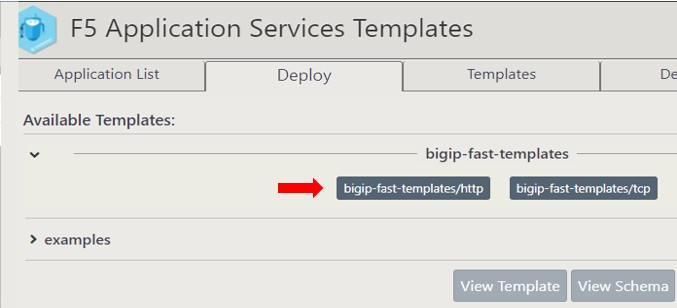 F5 Application Services Templates
Application List Deploy Templates De
Available Templates:
bigip-fast-templates
bigip-fast-templates/http bigip-fast-templates/tcp
examples
View Template View Schema